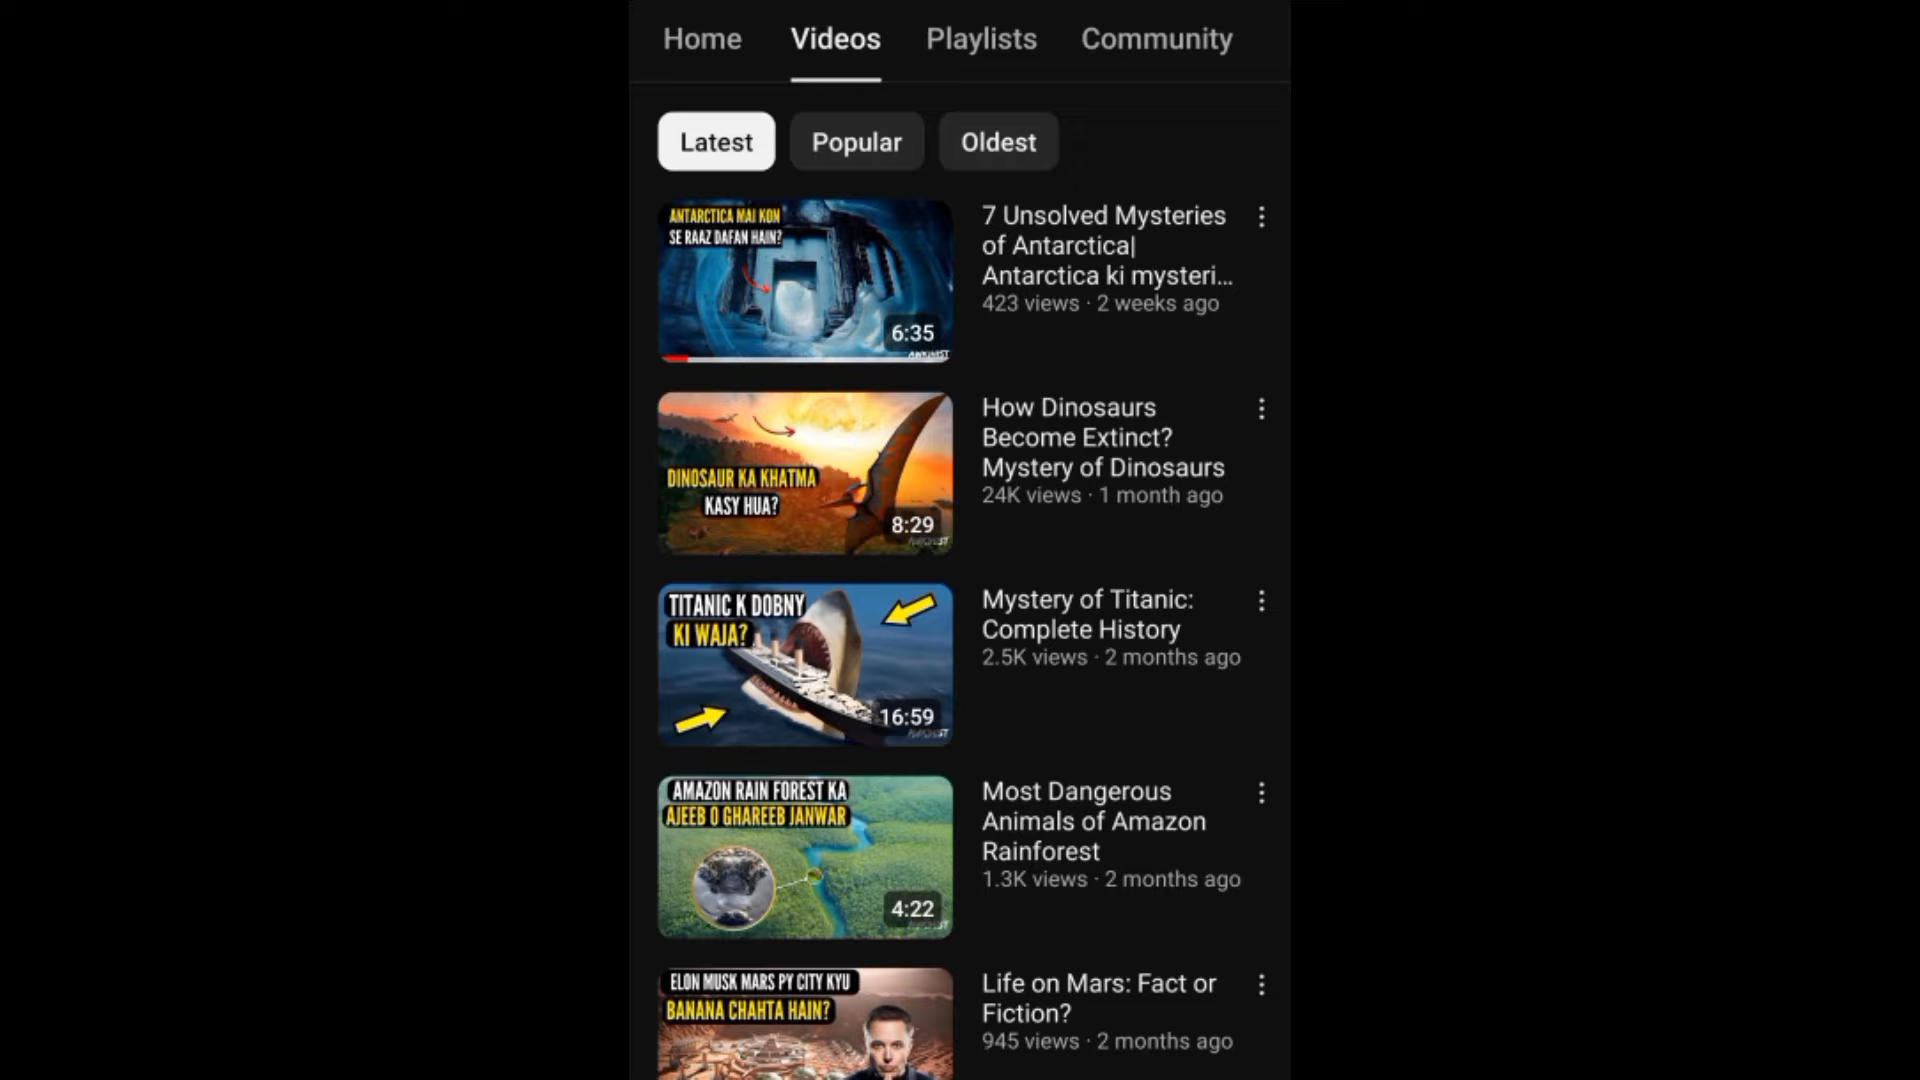 Home Videos Playlists Community
Latest Popular Oldest
ANTARCTICA MAI KON
SE RAAZ DAFAN HAIN?
6:35
7 Unsolved Mysteries
of Antarctica|
Antarctica ki mysteri...
423 views · 2 weeks ago
DINOSAUR KA KHATMA
KASY HUA?
8:29
How Dinosaurs
Become Extinct?
Mystery of Dinosaurs
24K views · 1 month ago
TITANIC K DOBNY
KI WAJA?
16:59
Mystery of Titanic:
Complete History
2.5K views · 2 months ago
AMAZON RAIN FOREST KA
AJEEB O GHAREEB JANWAR
4:22
Most Dangerous
Animals of Amazon
Rainforest
1.3K views · 2 months ago
ELON MUSK MARS PY CITY KYU
BANANA CHAHTA HAIN?
Life on Mars: Fact or
Fiction?
945 views · 2 months ago